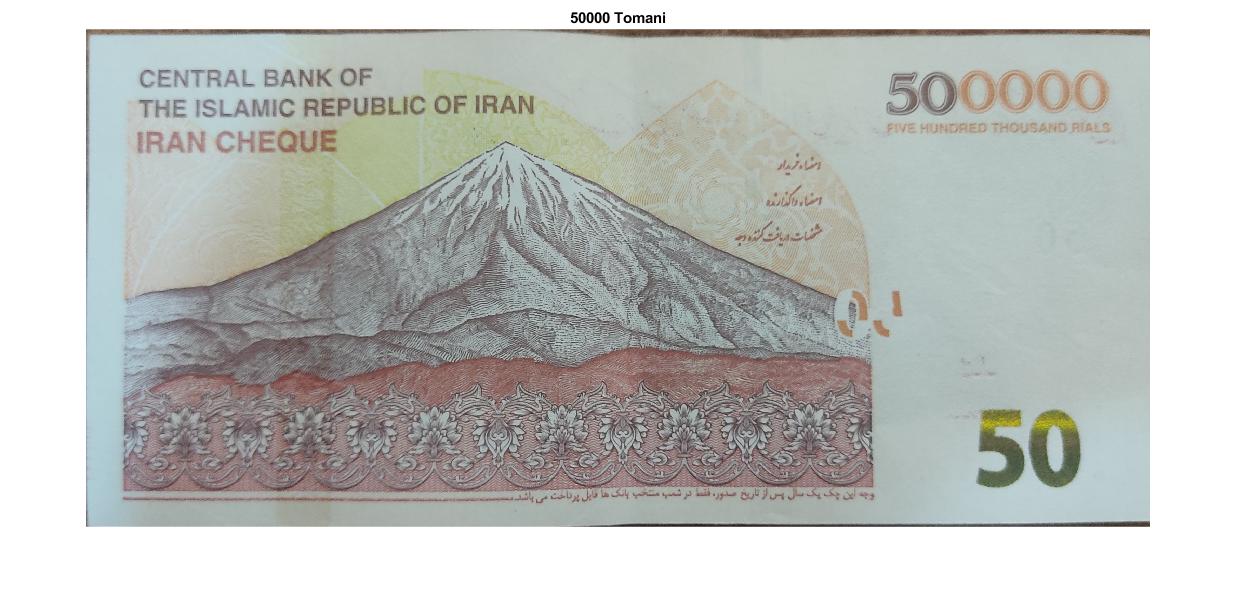 50000 Tomani
CENTRAL BANK OF
THE ISLAMIC REPUBLIC OF IRAN
IRAN CHEQUE
500000
FIVE HUNDRED THOUSAND RIALS
امضاء خریدار
امضاء واگذارنده
مشخصات دریافت کننده وجه
50
وجه این چک یک سال پس از تاریخ صدور، فقط در شعب منتخب بانک ها قابل پرداخت می باشد.